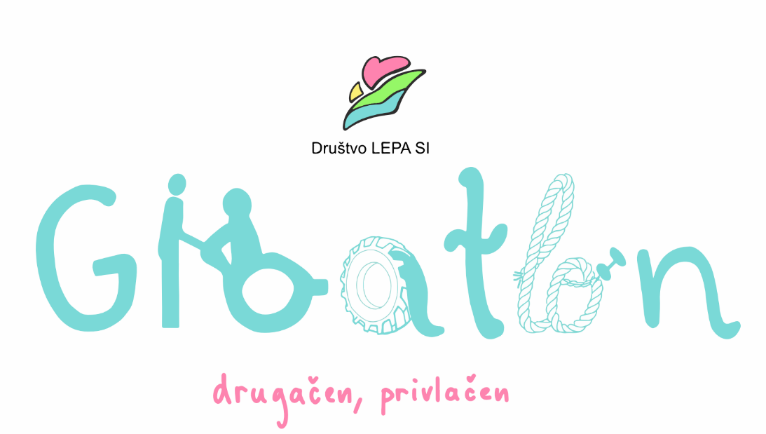 Društvo LEPA SI
Gibatlon
drugačen, privlačen